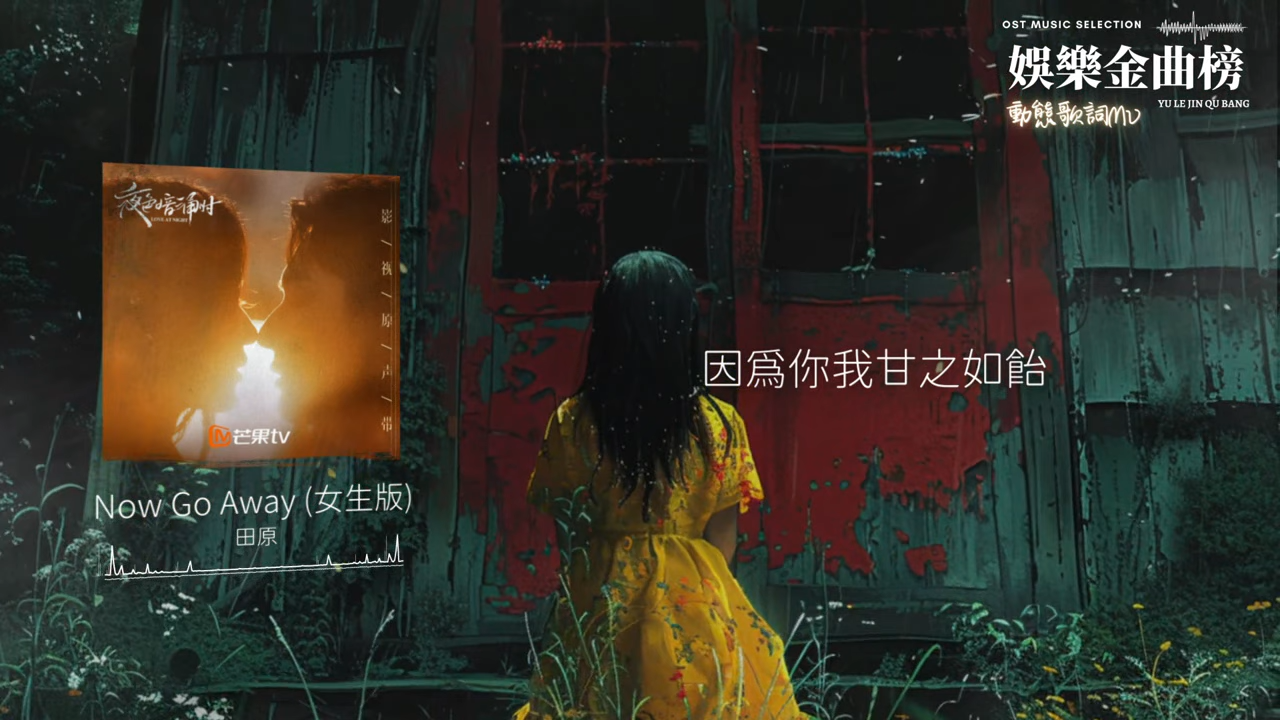 OST MUSIC SELECTION
娛樂金曲榜
YU LE JIN QU BANG
動態歌詞MV
夜色暗涌时
LOVE AT NIGHT
影/视/原/声/带
芒果tv
因爲你我甘之如飴
Now Go Away (女生版)
田原